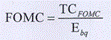 FOMC = TC_FOMC / E_bq